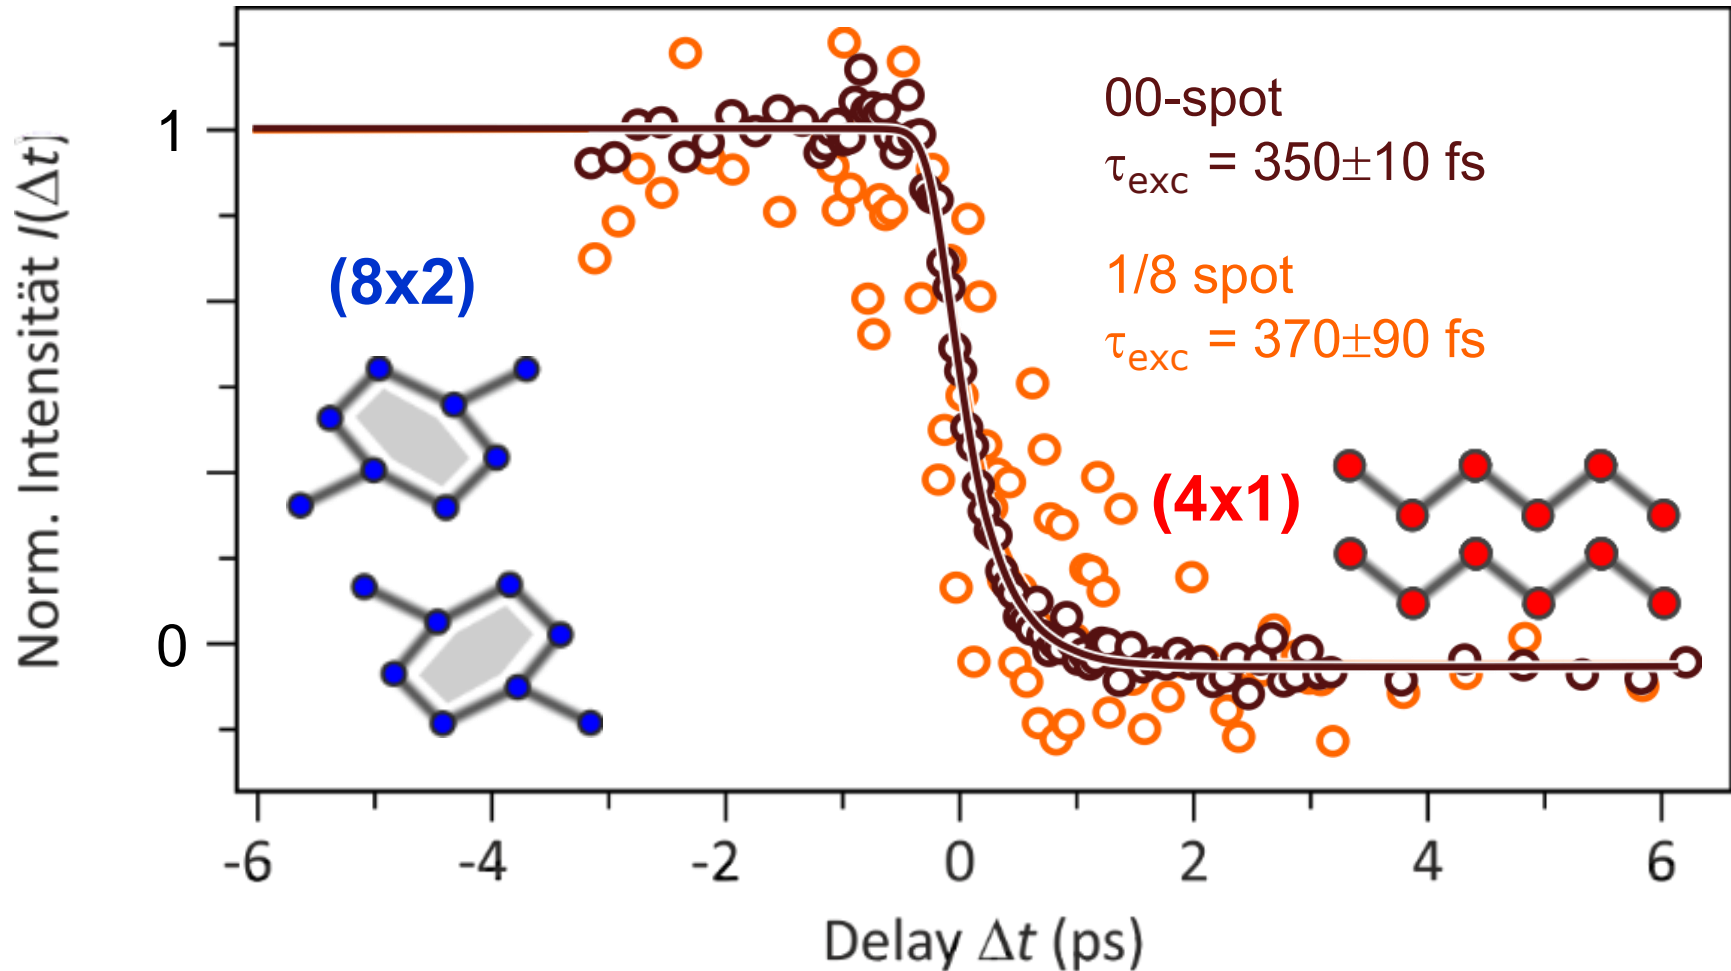 Norm. Intensität I(Δt)
1
0
00-spot
τexc = 350±10 fs
1/8 spot
τexc = 370±90 fs
(8x2)
(4x1)
-6 -4 -2 0 2 4 6
Delay Δt (ps)